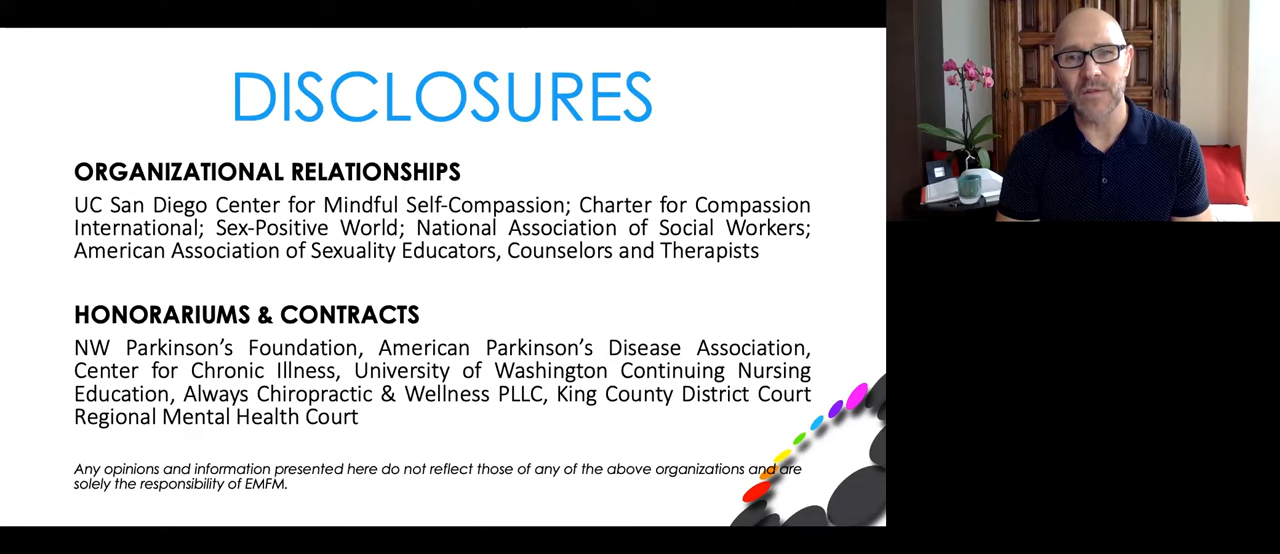 DISCLOSURES
ORGANIZATIONAL RELATIONSHIPS
UC San Diego Center for Mindful Self-Compassion; Charter for Compassion
International; Sex-Positive World; National Association of Social Workers;
American Association of Sexuality Educators, Counselors and Therapists
HONORARIUMS & CONTRACTS
NW Parkinson's Foundation, American Parkinson's Disease Association,
Center for Chronic Illness, University of Washington Continuing Nursing
Education, Always Chiropractic & Wellness PLLC, King County District Court
Regional Mental Health Court
Any opinions and information presented here do not reflect those of any of the above organizations and are
solely the responsibility of EMFM.